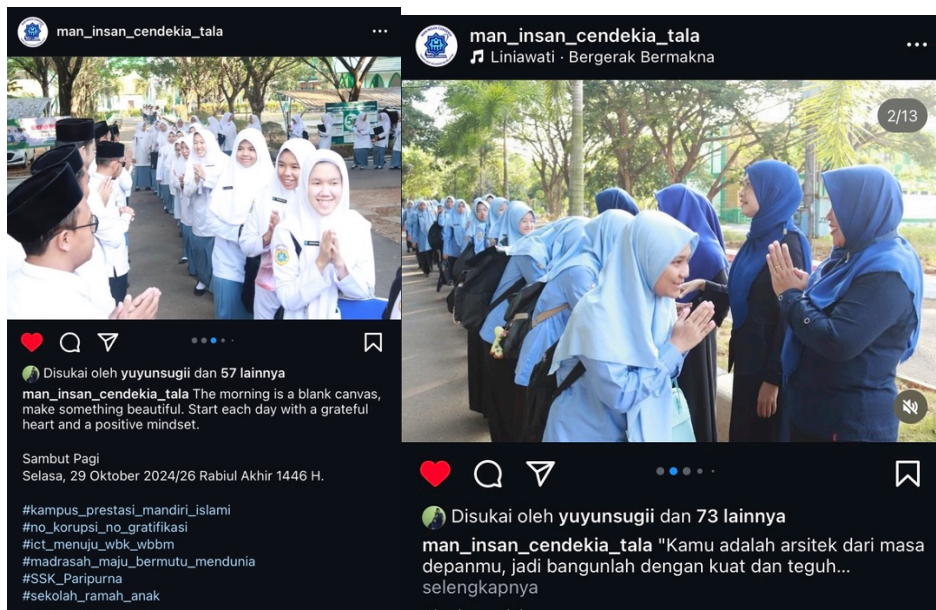 man_insan_cendekia_tala
Disukai oleh yuyunsugii dan 57 lainnya
man_insan_cendekia_tala The morning is a blank canvas,
make something beautiful. Start each day with a grateful
heart and a positive mindset.
Sambut Pagi
Selasa, 29 Oktober 2024/26 Rabiul Akhir 1446 H.
#kampus_prestasi_mandiri_islami
#no_korupsi_no_gratifikasi
#ict_menuju_wbk_wbbm
#madrasah_maju_bermutu_mendunia
#SSK_Paripurna
#sekolah_ramah_anak
man_insan_cendekia_tala
Liniawati · Bergerak Bermakna
2/13
Disukai oleh yuyunsugii dan 73 lainnya
man_insan_cendekia_tala "Kamu adalah arsitek dari masa
depanmu, jadi bangunlah dengan kuat dan teguh...
selengkapnya